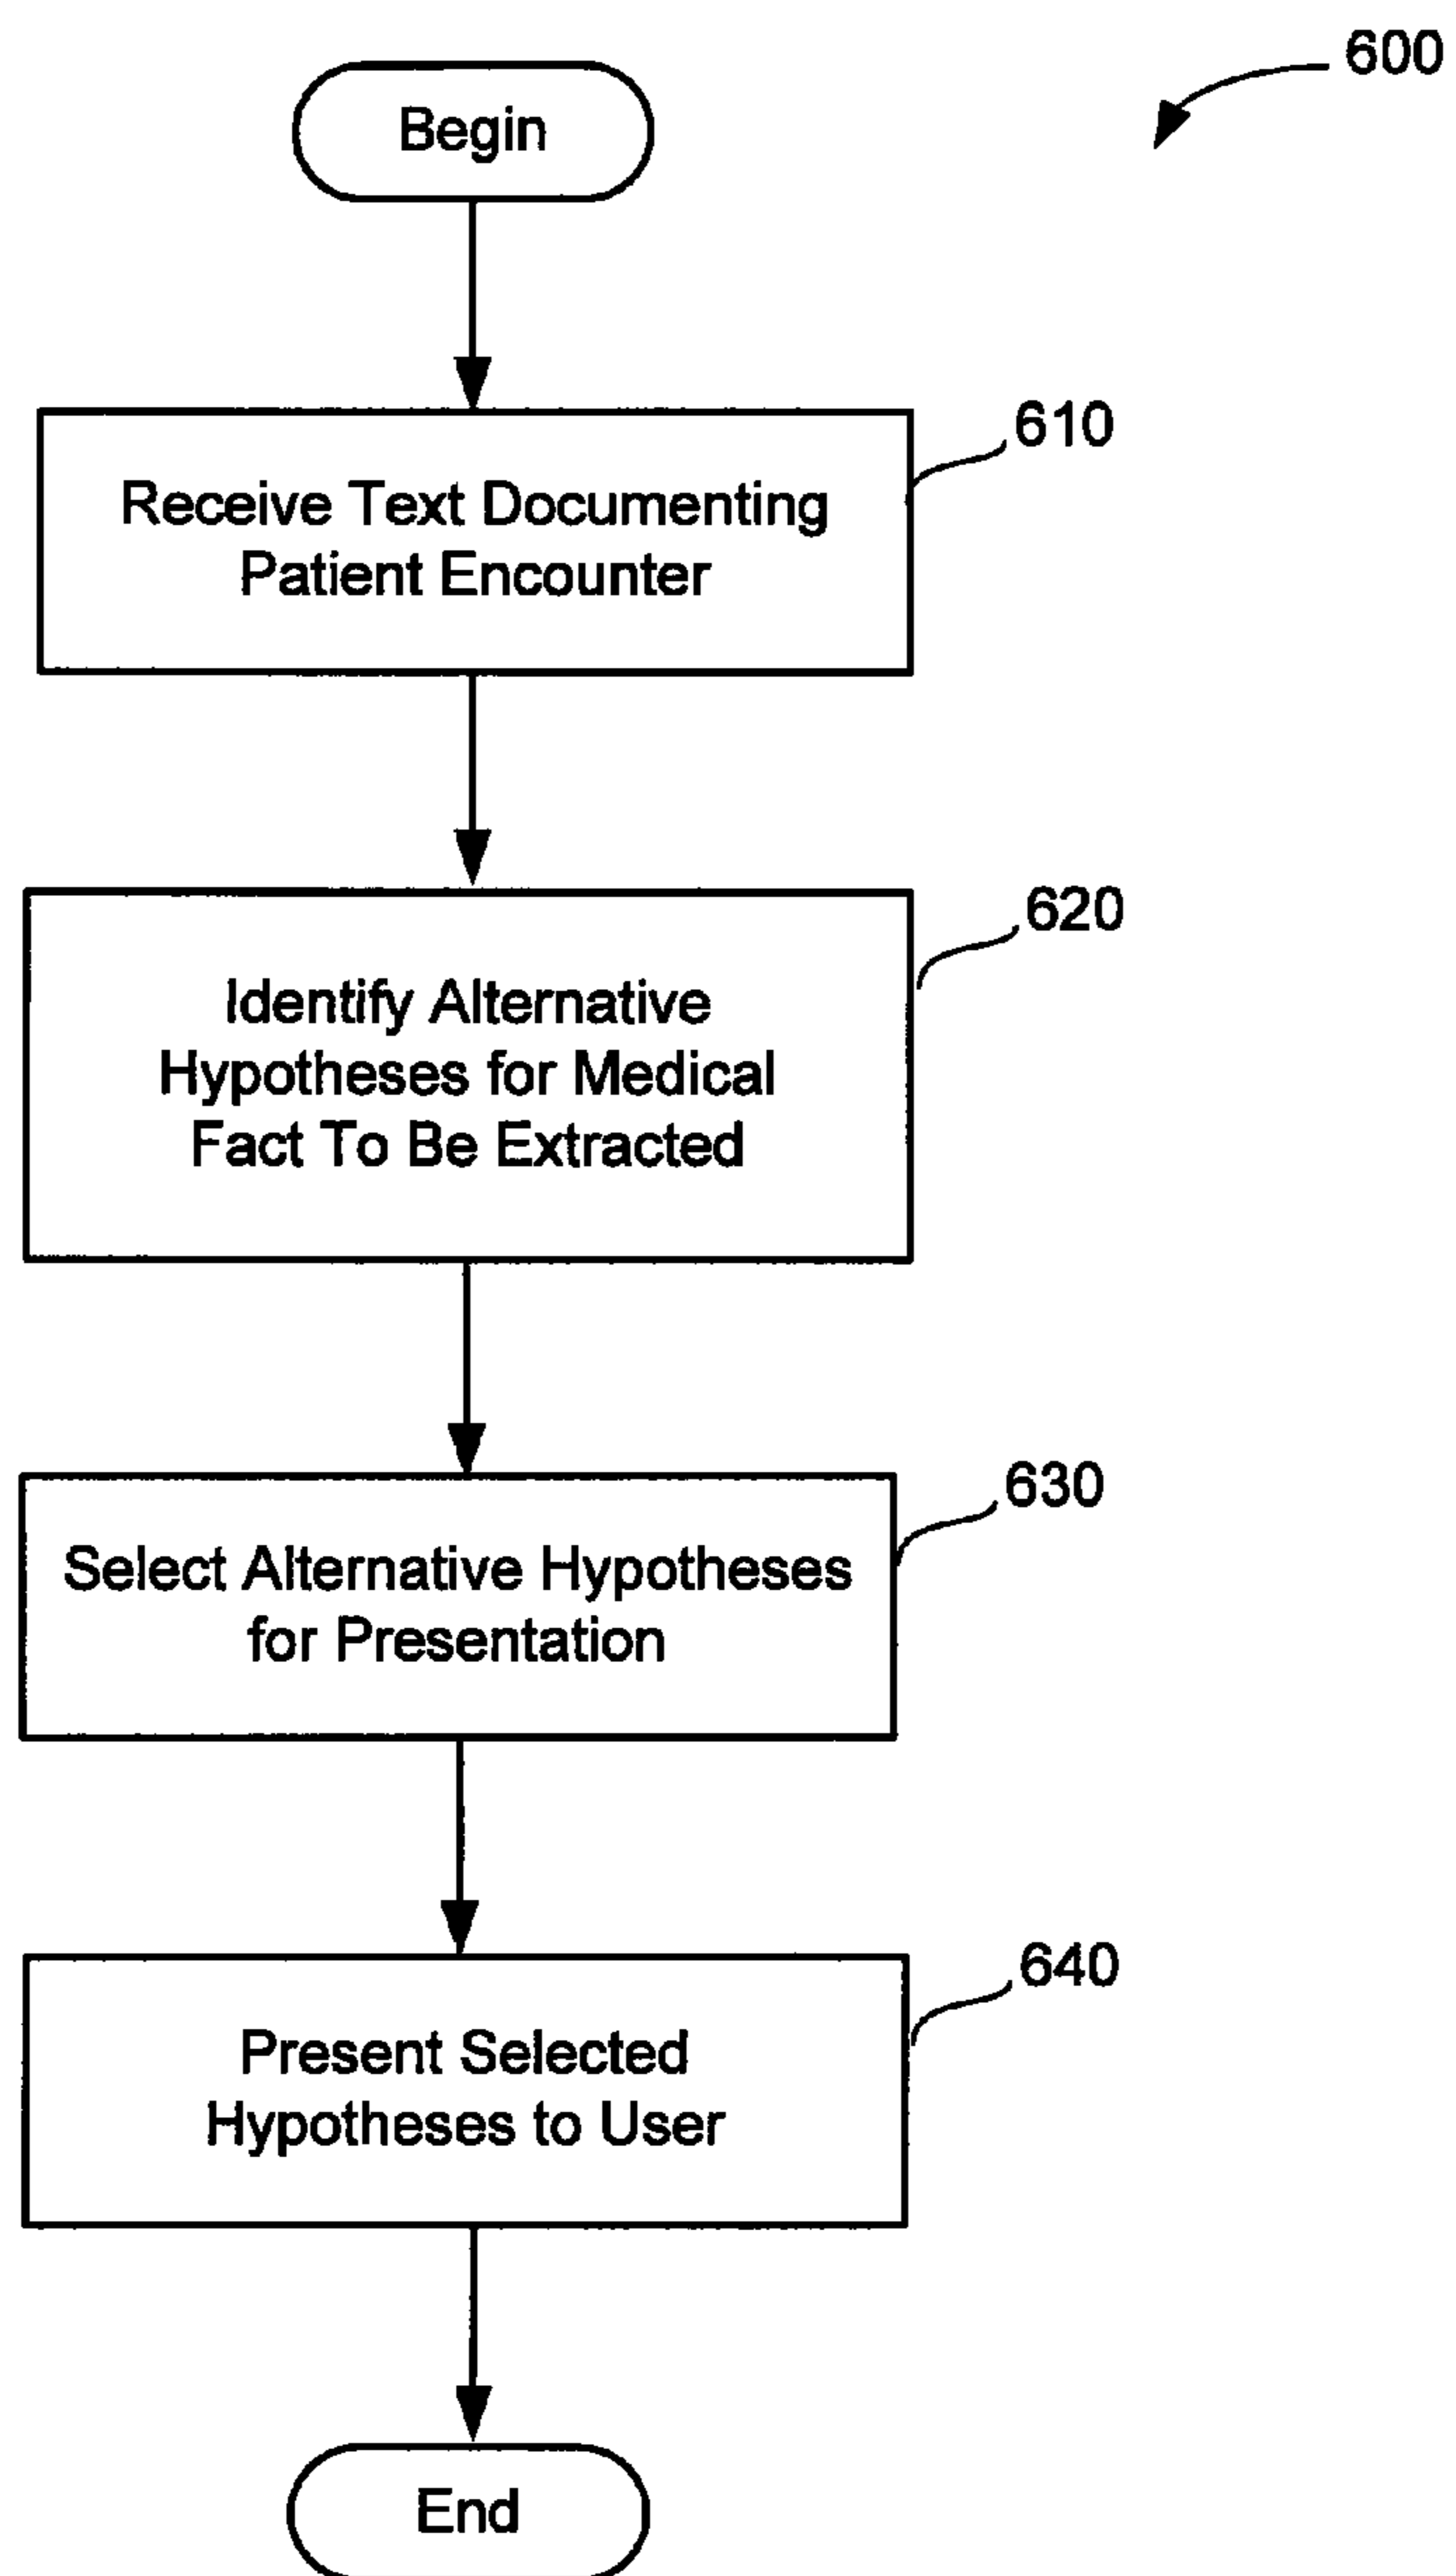 600
Begin
610
Receive Text Documenting
Patient Encounter
620
Identify Alternative
Hypotheses for Medical
Fact To Be Extracted
630
Select Alternative Hypotheses
for Presentation
640
Present Selected
Hypotheses to User
End